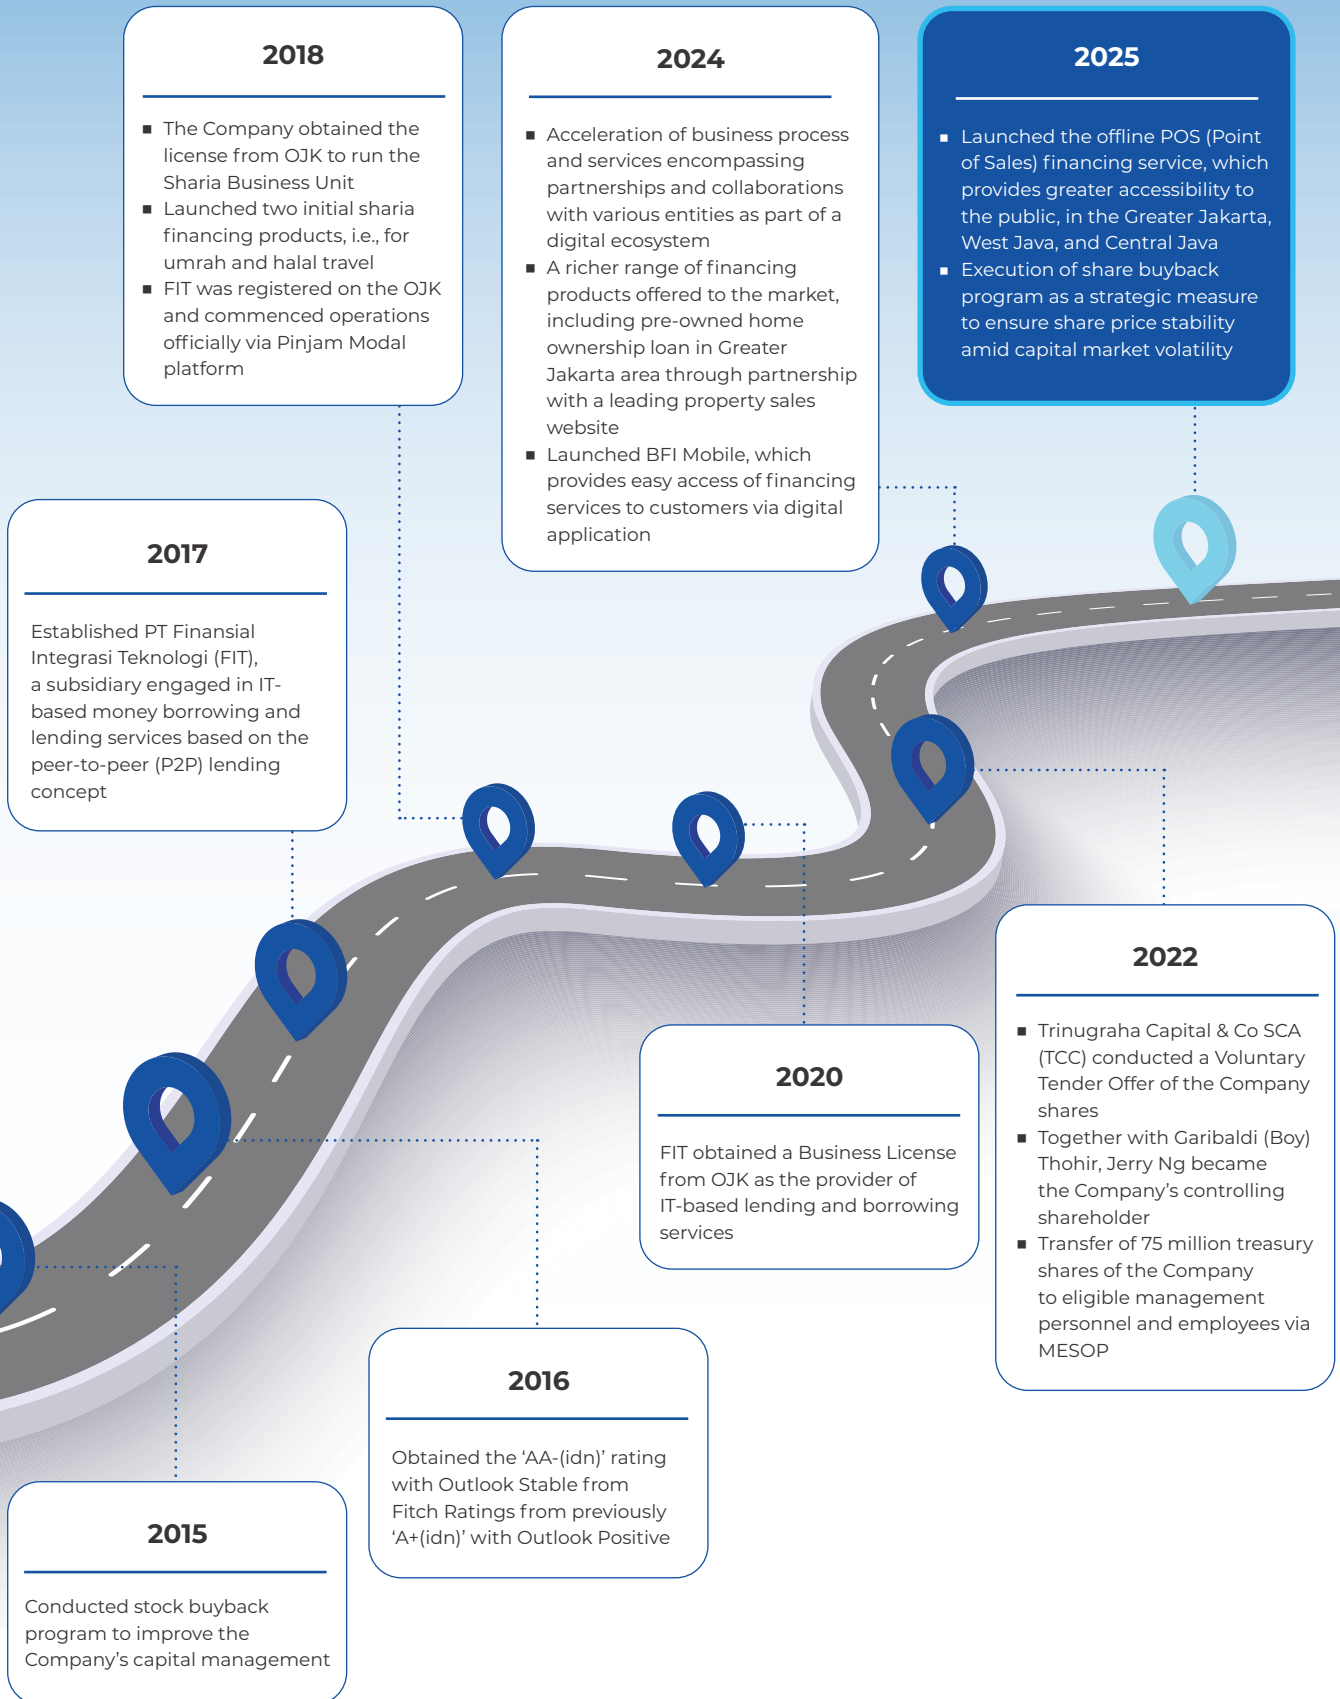 2018
■ The Company obtained the
license from OJK to run the
Sharia Business Unit
■ Launched two initial sharia
financing products, i.e., for
umrah and halal travel
■ FIT was registered on the OJK
and commenced operations
officially via Pinjam Modal
platform
2024
■ Acceleration of business process
and services encompassing
partnerships and collaborations
with various entities as part of a
digital ecosystem
■ A richer range of financing
products offered to the market,
including pre-owned home
ownership loan in Greater
Jakarta area through partnership
with a leading property sales
website
■ Launched BFI Mobile, which
provides easy access of financing
services to customers via digital
application
2025
■ Launched the offline POS (Point
of Sales) financing service, which
provides greater accessibility to
the public, in the Greater Jakarta,
West Java, and Central Java
■ Execution of share buyback
program as a strategic measure
to ensure share price stability
amid capital market volatility
2017
Established PT Finansial
Integrasi Teknologi (FIT),
a subsidiary engaged in IT-
based money borrowing and
lending services based on the
peer-to-peer (P2P) lending
concept
2022
■ Trinugraha Capital & Co SCA
(TCC) conducted a Voluntary
Tender Offer of the Company
shares
■ Together with Garibaldi (Boy)
Thohir, Jerry Ng became
the Company’s controlling
shareholder
■ Transfer of 75 million treasury
shares of the Company
to eligible management
personnel and employees via
MESOP
2020
FIT obtained a Business License
from OJK as the provider of
IT-based lending and borrowing
services
2016
Obtained the ‘AA-(idn)’ rating
with Outlook Stable from
Fitch Ratings from previously
‘A+(idn)’ with Outlook Positive
2015
Conducted stock buyback
program to improve the
Company’s capital management